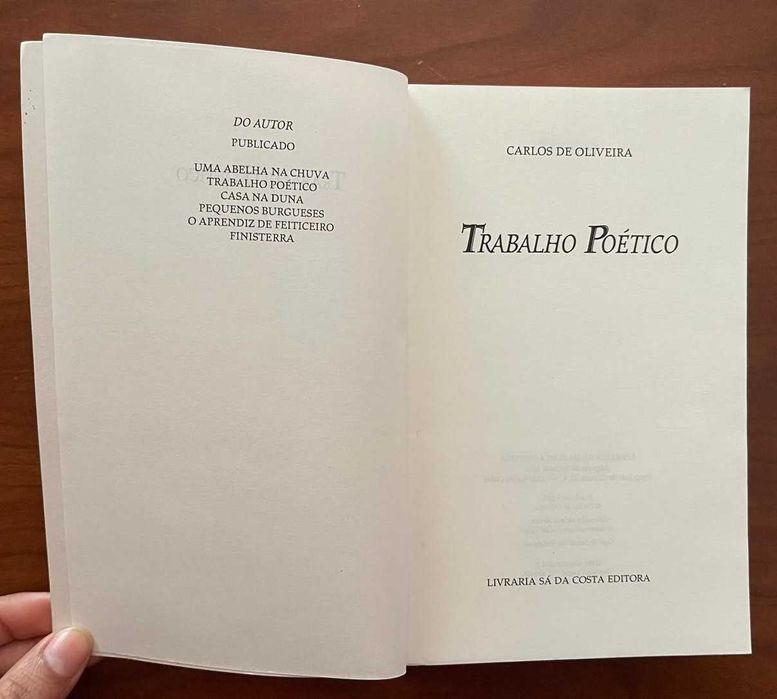 DO AUTOR
PUBLICADO
UMA ABELHA NA CHUVA
TRABALHO POÉTICO
CASA NA DUNA
PEQUENOS BURGUESES
O APRENDIZ DE FEITICEIRO
FINISTERRA
CARLOS DE OLIVEIRA
TRABALHO POÉTICO
LIVRARIA SÁ DA COSTA EDITORA